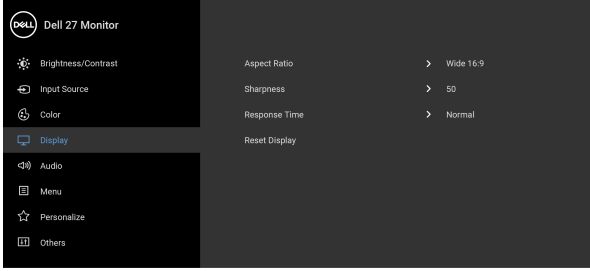 DELL Dell 27 Monitor
Brightness/Contrast
Input Source
Color
Display
Audio
Menu
Personalize
Others
Aspect Ratio > Wide 16:9
Sharpness > 50
Response Time > Normal
Reset Display